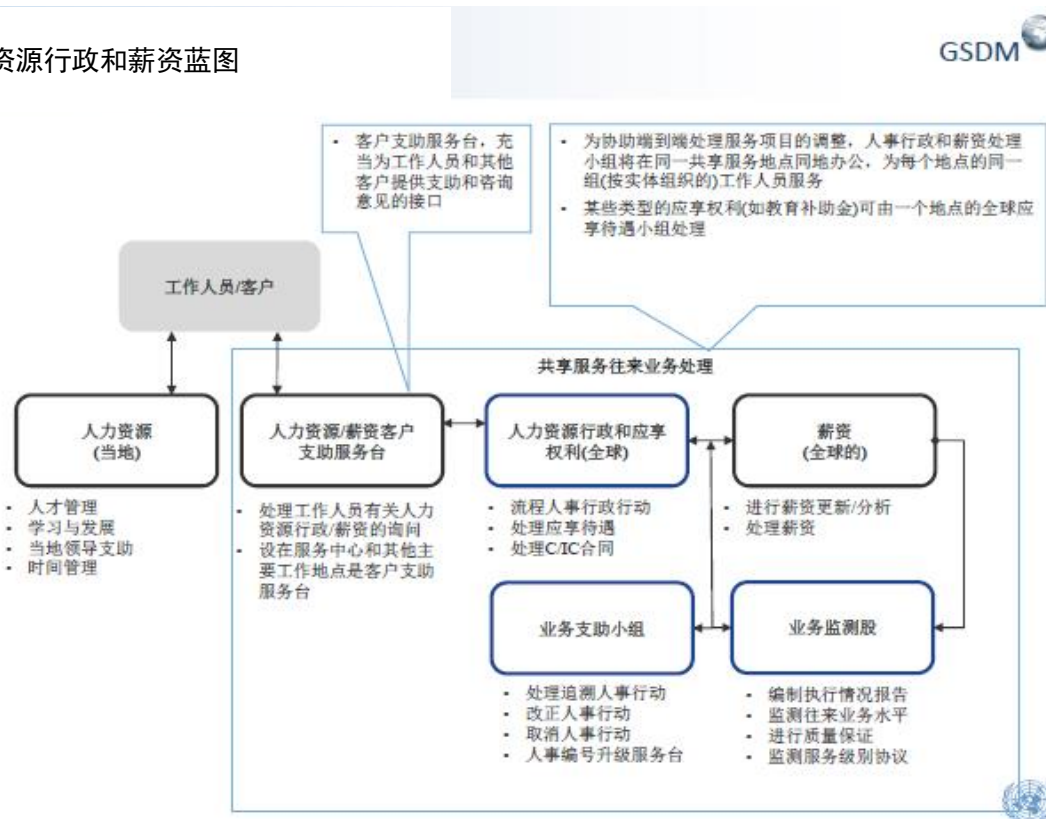 资源行政和薪资蓝图
GSDM
• 客户支助服务台，充
当为工作人员和其他
客户提供支助和咨询
意见的接口
• 为协助端到端处理服务项目的调整，人事行政和薪资处理
小组将在同一共享服务地点同地办公，为每个地点的同一
组(按实体组织的)工作人员服务
• 某些类型的应享权利(如教育补助金)可由一个地点的全球应
享待遇小组处理
工作人员/客户
共享服务往来业务处理
人力资源
(当地)
• 人才管理
• 学习与发展
• 当地领导支助
• 时间管理
人力资源/薪资客户
支助服务台
• 处理工作人员有关人力
资源行政/薪资的询问
• 设在服务中心和其他主
要工作地点是客户支助
服务台
人力资源行政和应享
权利(全球)
• 流程人事行政行动
• 处理应享待遇
• 处理C/IC合同
薪资
(全球的)
• 进行薪资更新/分析
• 处理薪资
业务支助小组
• 处理追溯人事行动
• 改正人事行动
• 取消人事行动
• 人事编号升级服务台
业务监测股
• 编制执行情况报告
• 监测往来业务水平
• 进行质量保证
• 监测服务级别协议